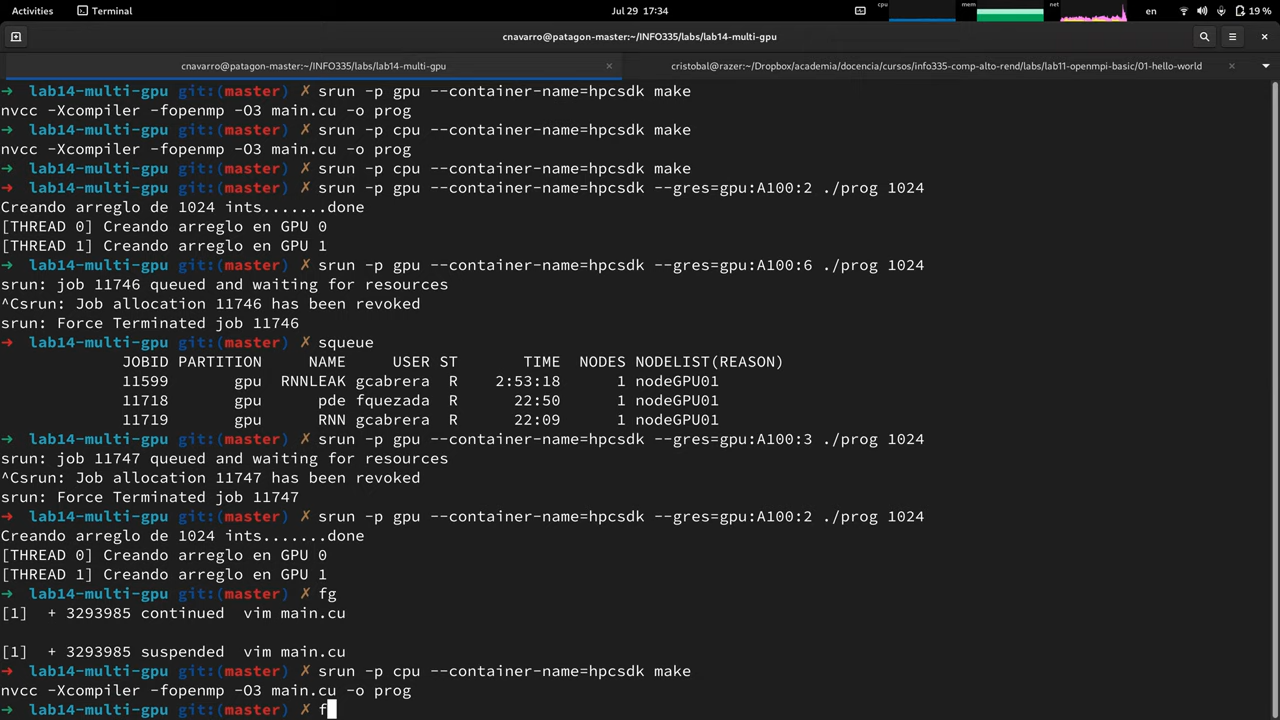 Activities
Terminal
Jul 29 17:34
cpu
mem
net
en
19 %
cnavarro@patagon-master:~/INFO335/labs/lab14-multi-gpu
cnavarro@patagon-master:~/INFO335/labs/lab14-multi-gpu
cristobal@razer:~/Dropbox/academia/docencia/cursos/info335-comp-alto-rend/labs/lab11-openmpi-basic/01-hello-world
→ lab14-multi-gpu git:(master) ✗ srun -p gpu --container-name=hpcsdk make
nvcc -Xcompiler -fopenmp -O3 main.cu -o prog
→ lab14-multi-gpu git:(master) ✗ srun -p cpu --container-name=hpcsdk make
nvcc -Xcompiler -fopenmp -O3 main.cu -o prog
→ lab14-multi-gpu git:(master) ✗ srun -p cpu --container-name=hpcsdk make
→ lab14-multi-gpu git:(master) ✗ srun -p gpu --container-name=hpcsdk --gres=gpu:A100:2 ./prog 1024
Creando arreglo de 1024 ints.......done
[THREAD 0] Creando arreglo en GPU 0
[THREAD 1] Creando arreglo en GPU 1
→ lab14-multi-gpu git:(master) ✗ srun -p gpu --container-name=hpcsdk --gres=gpu:A100:6 ./prog 1024
srun: job 11746 queued and waiting for resources
^Csrun: Job allocation 11746 has been revoked
srun: Force Terminated job 11746
→ lab14-multi-gpu git:(master) ✗ squeue
JOBID PARTITION NAME USER ST TIME NODES NODELIST(REASON)
11599 gpu RNNLEAK gcabrera R 2:53:18 1 nodeGPU01
11718 gpu pde fquezada R 22:50 1 nodeGPU01
11719 gpu RNN gcabrera R 22:09 1 nodeGPU01
→ lab14-multi-gpu git:(master) ✗ srun -p gpu --container-name=hpcsdk --gres=gpu:A100:3 ./prog 1024
srun: job 11747 queued and waiting for resources
^Csrun: Job allocation 11747 has been revoked
srun: Force Terminated job 11747
→ lab14-multi-gpu git:(master) ✗ srun -p gpu --container-name=hpcsdk --gres=gpu:A100:2 ./prog 1024
Creando arreglo de 1024 ints.......done
[THREAD 0] Creando arreglo en GPU 0
[THREAD 1] Creando arreglo en GPU 1
→ lab14-multi-gpu git:(master) ✗ fg
[1] + 3293985 continued vim main.cu
[1] + 3293985 suspended vim main.cu
→ lab14-multi-gpu git:(master) ✗ srun -p cpu --container-name=hpcsdk make
nvcc -Xcompiler -fopenmp -O3 main.cu -o prog
→ lab14-multi-gpu git:(master) ✗ f